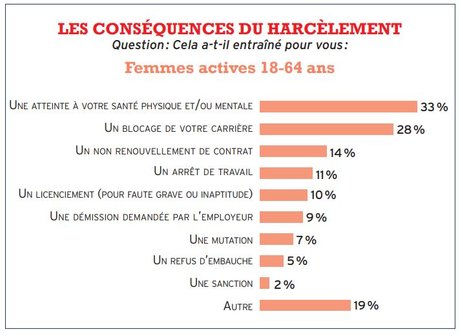 LES CONSÉQUENCES DU HARCÈLEMENT
Question : Cela a-t-il entraîné pour vous :
Femmes actives 18-64 ans
UNE ATTEINTE À VOTRE SANTÉ PHYSIQUE ET/OU MENTALE 33 %
UN BLOCAGE DE VOTRE CARRIÈRE 28 %
UN NON RENOUVELLEMENT DE CONTRAT 14 %
UN ARRÊT DE TRAVAIL 11 %
UN LICENCIEMENT (POUR FAUTE GRAVE OU INAPTITUDE) 10 %
UNE DÉMISSION DEMANDÉE PAR L'EMPLOYEUR 9 %
UNE MUTATION 7 %
UN REFUS D'EMBAUCHE 5 %
UNE SANCTION 2 %
AUTRE 19 %